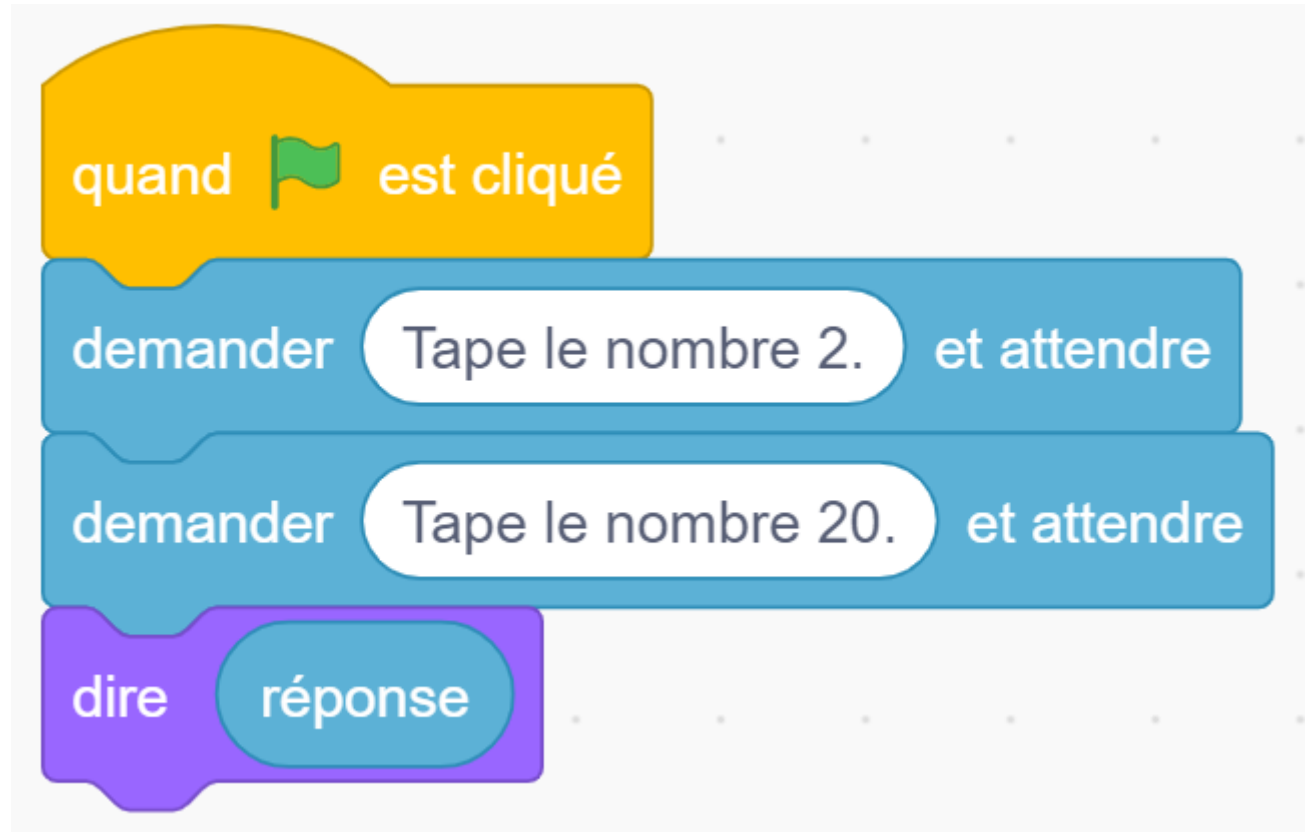 quand est cliqué
demander Tape le nombre 2. et attendre
demander Tape le nombre 20. et attendre
dire réponse